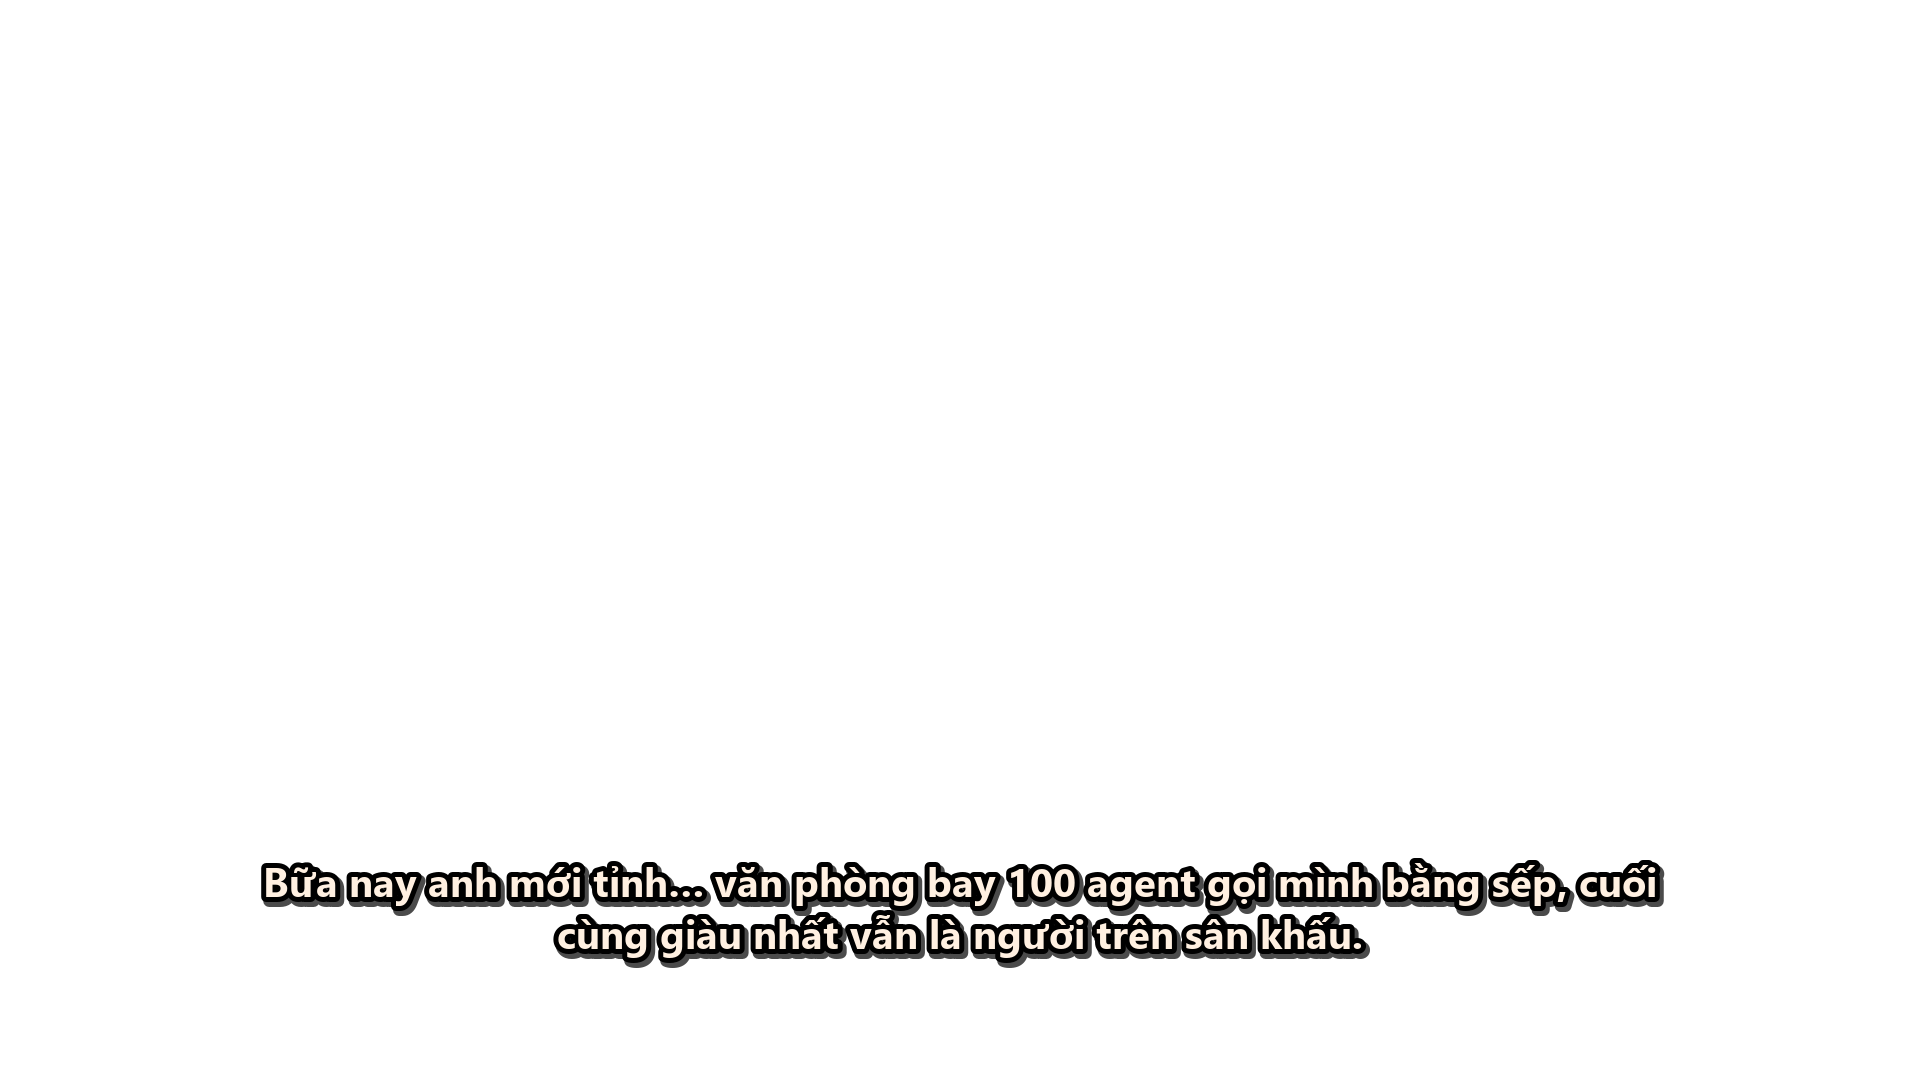 Bữa nay anh mới tỉnh... văn phòng bay 100 agent gọi mình bằng sếp, cuối
cùng giàu nhất vẫn là người trên sân khấu.